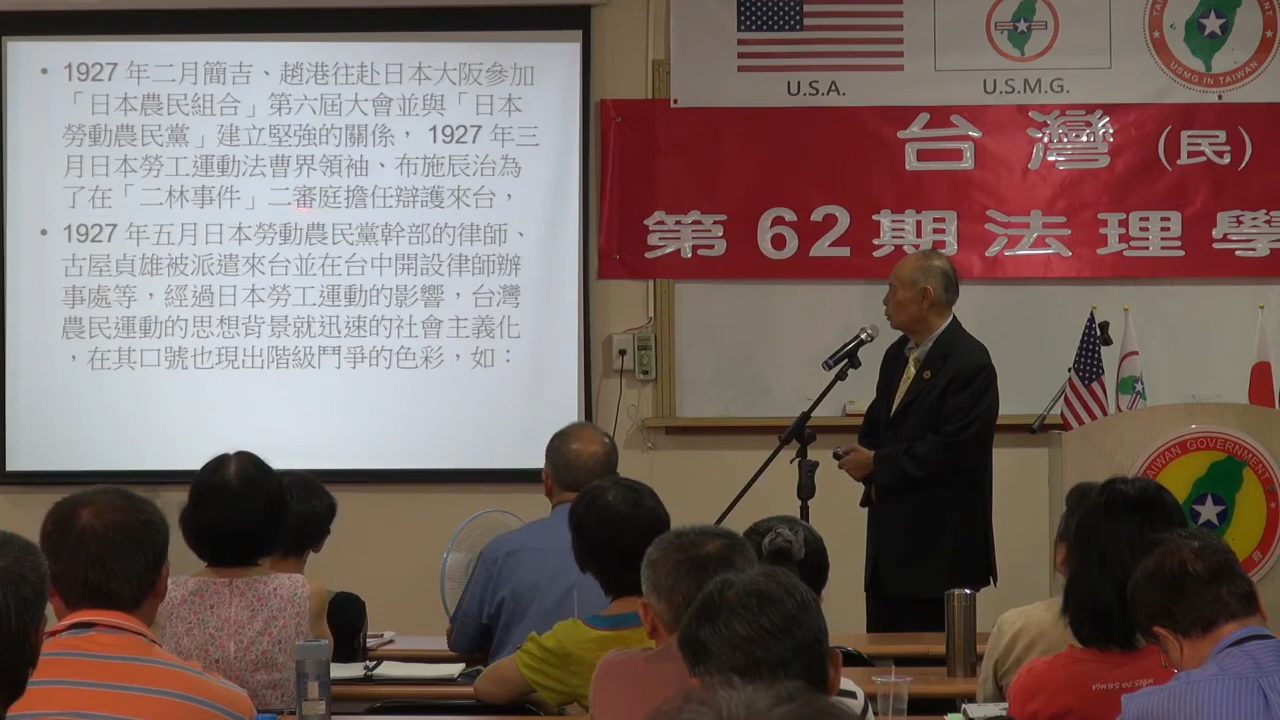 • 1927 年二月簡吉、趙港往赴日本大阪參加
「日本農民組合」第六屆大會並與「日本
勞動農民黨」建立堅強的關係， 1927 年三
月日本勞工運動法曹界領袖、布施辰治為
了在「二林事件」二審庭擔任辯護來台，
• 1927 年五月日本勞動農民黨幹部的律師、
古屋貞雄被派遣來台並在台中開設律師辦
事處等，經過日本勞工運動的影響，台灣
農民運動的思想背景就迅速的社會主義化
，在其口號也現出階級鬥爭的色彩，如：
U.S.A.
U.S.M.G.
USMG IN TAIWAN
台灣(民)
第62期法理學
TAIWAN GOVERNMENT
府